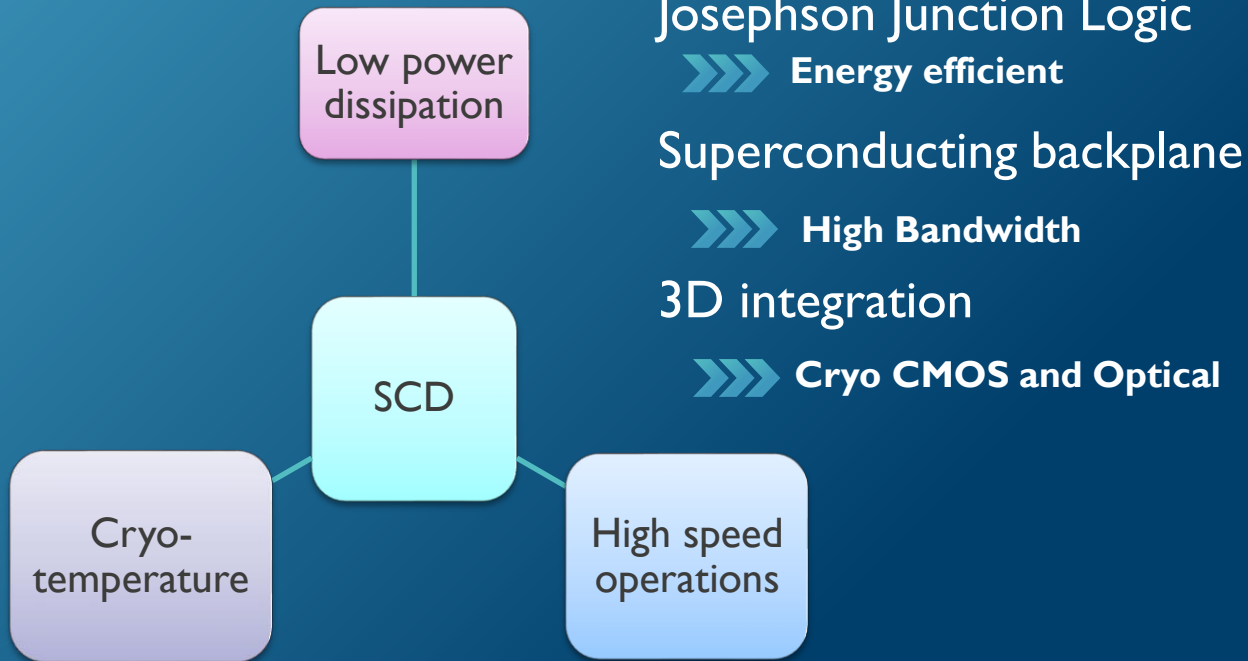 Low power
dissipation
SCD
Cryo-
temperature
High speed
operations
Josephson Junction Logic
Energy efficient
Superconducting backplane
High Bandwidth
3D integration
Cryo CMOS and Optical